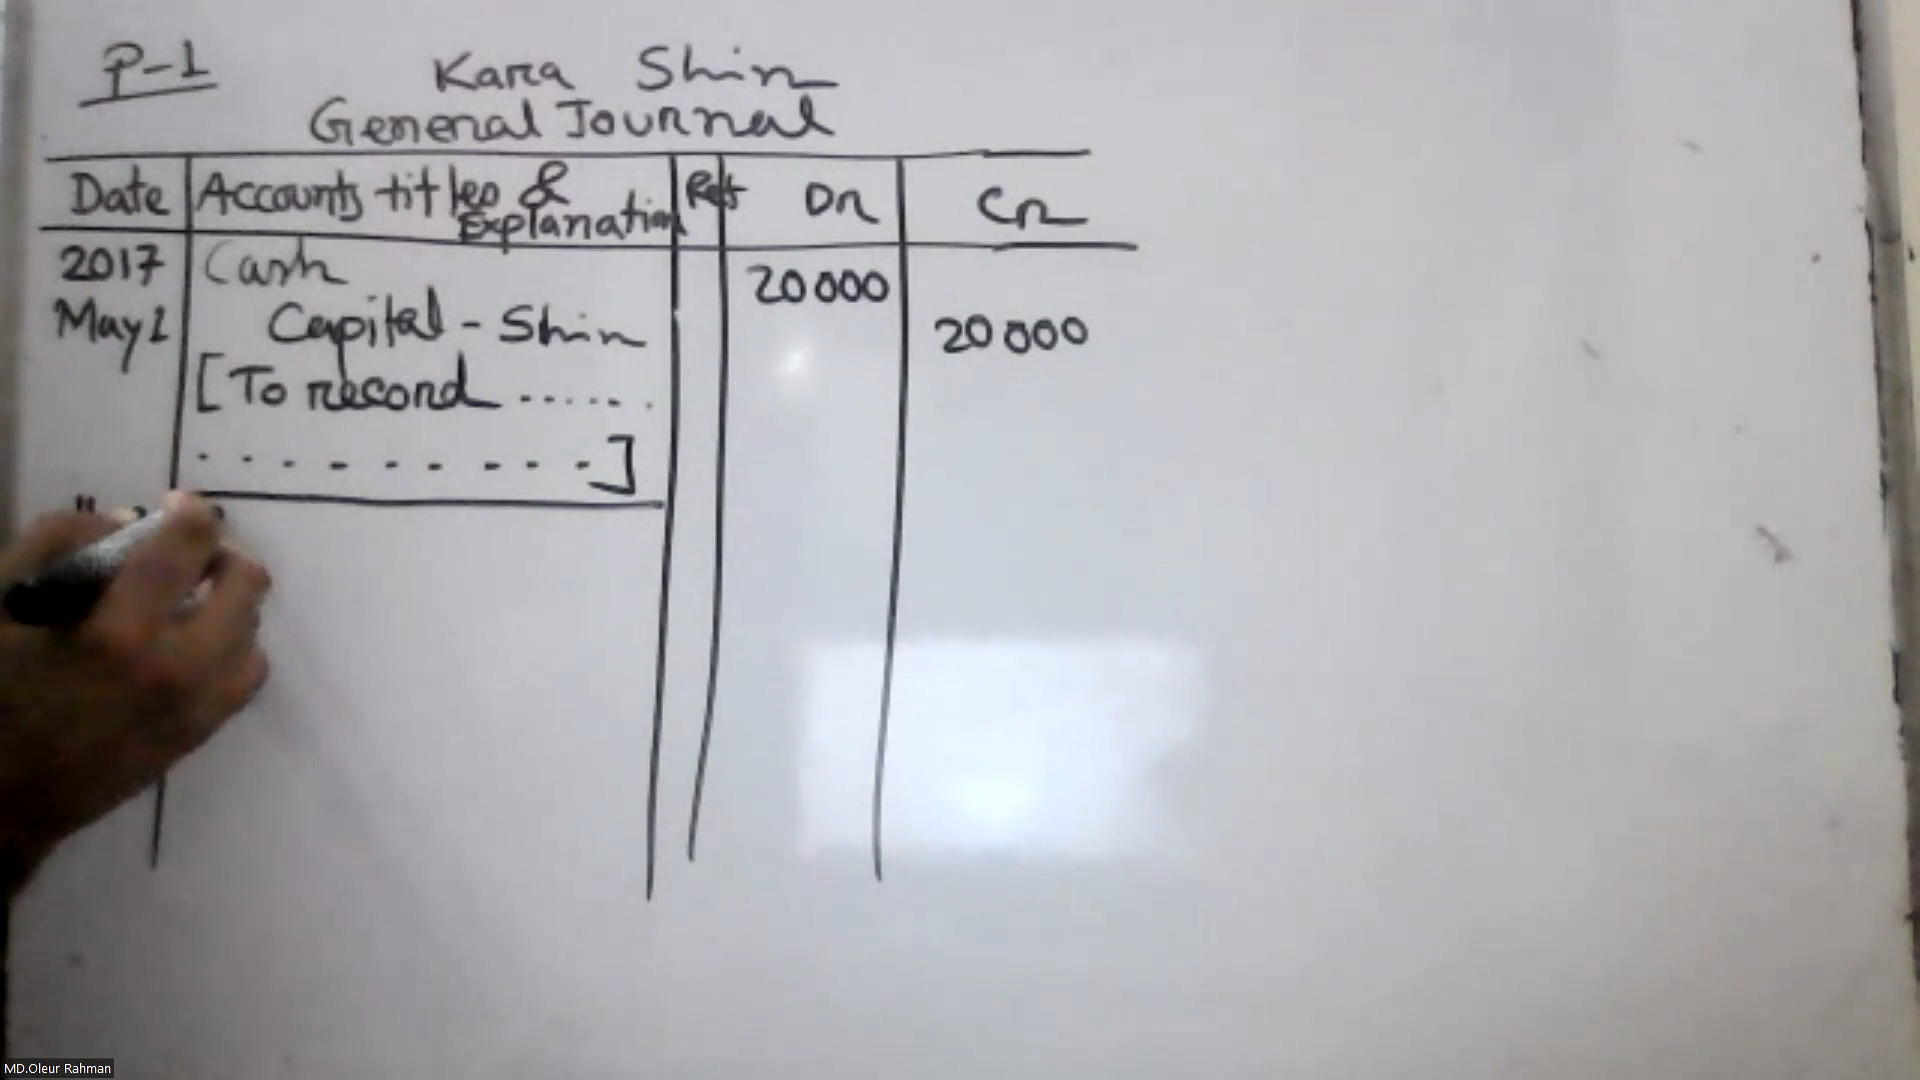 P-1
Kara Shin
General Journal
Date Accounts titles & Explanation Ref Dr Cr
2017 Cash 20000
May 1 Capital - Shin 20000
[To record ......
. . . . . . . . .]
"
MD.Oleur Rahman